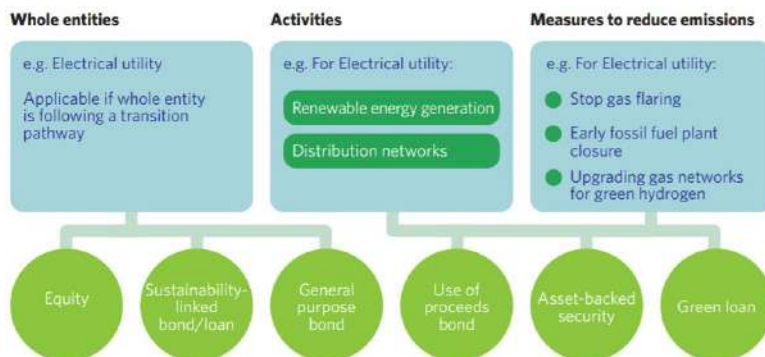 Whole entities
e.g. Electrical utility
Applicable if whole entity
is following a transition
pathway
Activities
e.g. For Electrical utility:
Renewable energy generation
Distribution networks
Measures to reduce emissions
e.g. For Electrical utility:
Stop gas flaring
Early fossil fuel plant
closure
Upgrading gas networks
for green hydrogen
Equity
Sustainability-
linked
bond/loan
General
purpose
bond
Use of
proceeds
bond
Asset-backed
security
Green loan